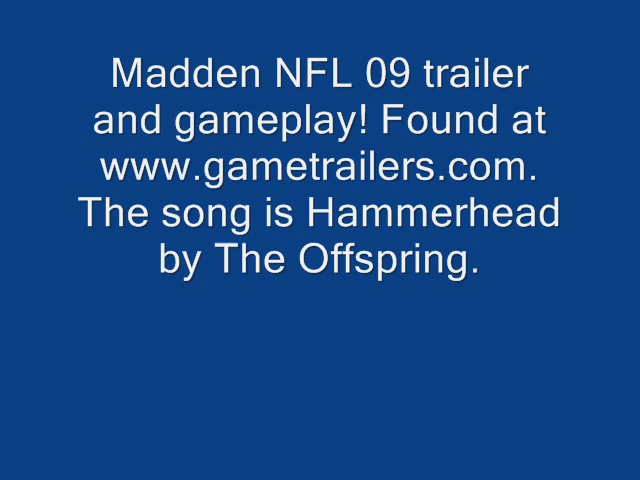 Madden NFL 09 trailer
and gameplay! Found at
www.gametrailers.com.
The song is Hammerhead
by The Offspring.